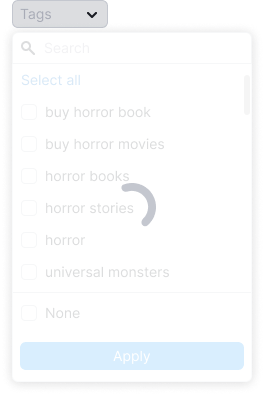 Tags
Search
Select all
buy horror book
buy horror movies
horror books
horror stories
horror
universal monsters
None
Apply